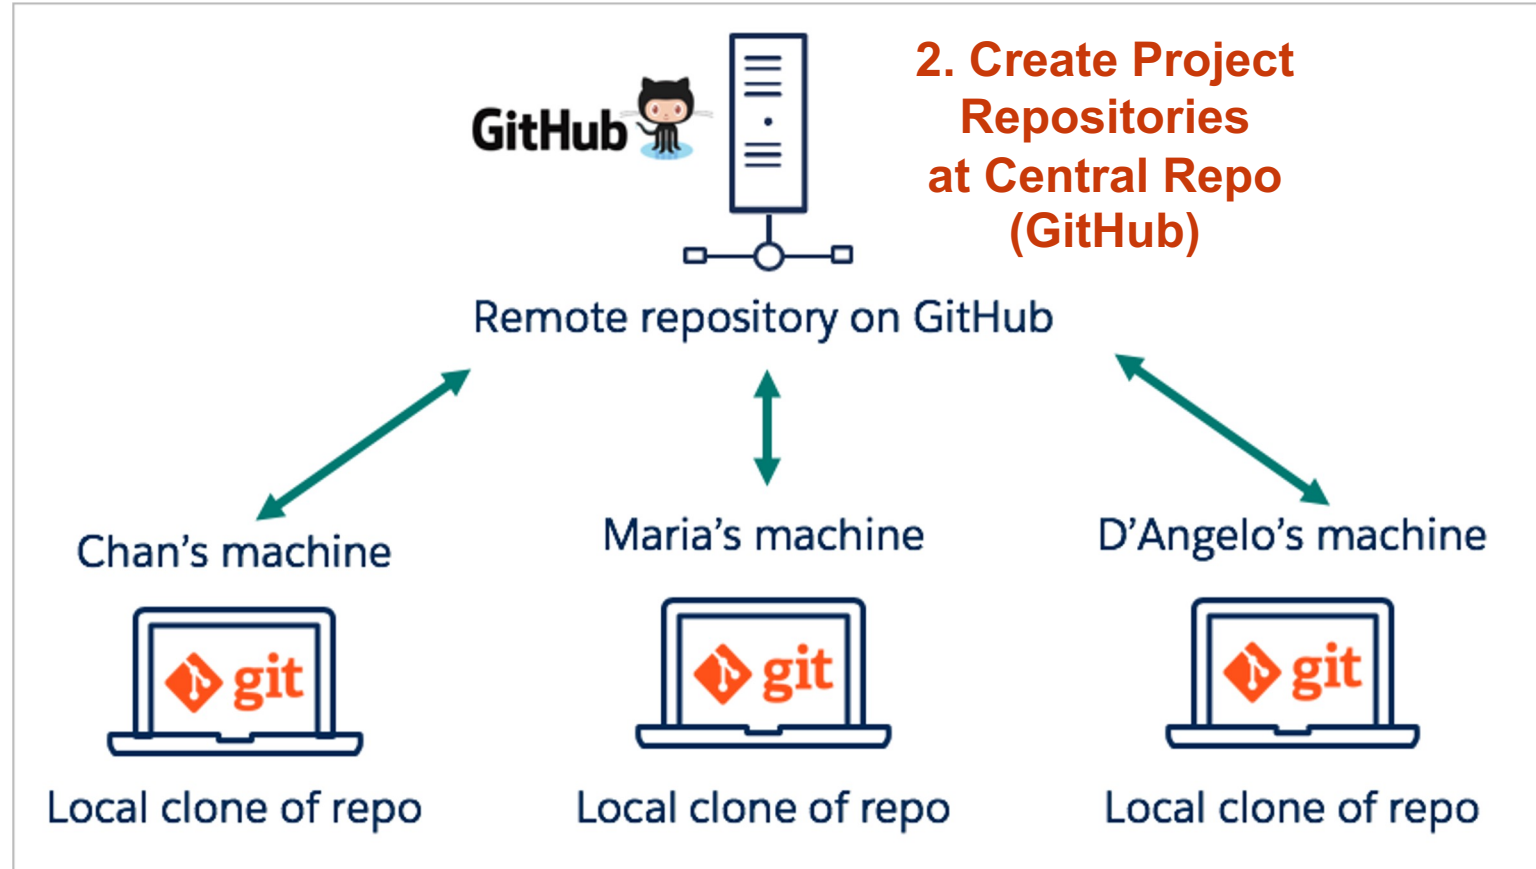 2. Create Project
Repositories
at Central Repo
(GitHub)
GitHub
Remote repository on GitHub
Chan’s machine
Maria’s machine
D’Angelo’s machine
git
git
git
Local clone of repo
Local clone of repo
Local clone of repo